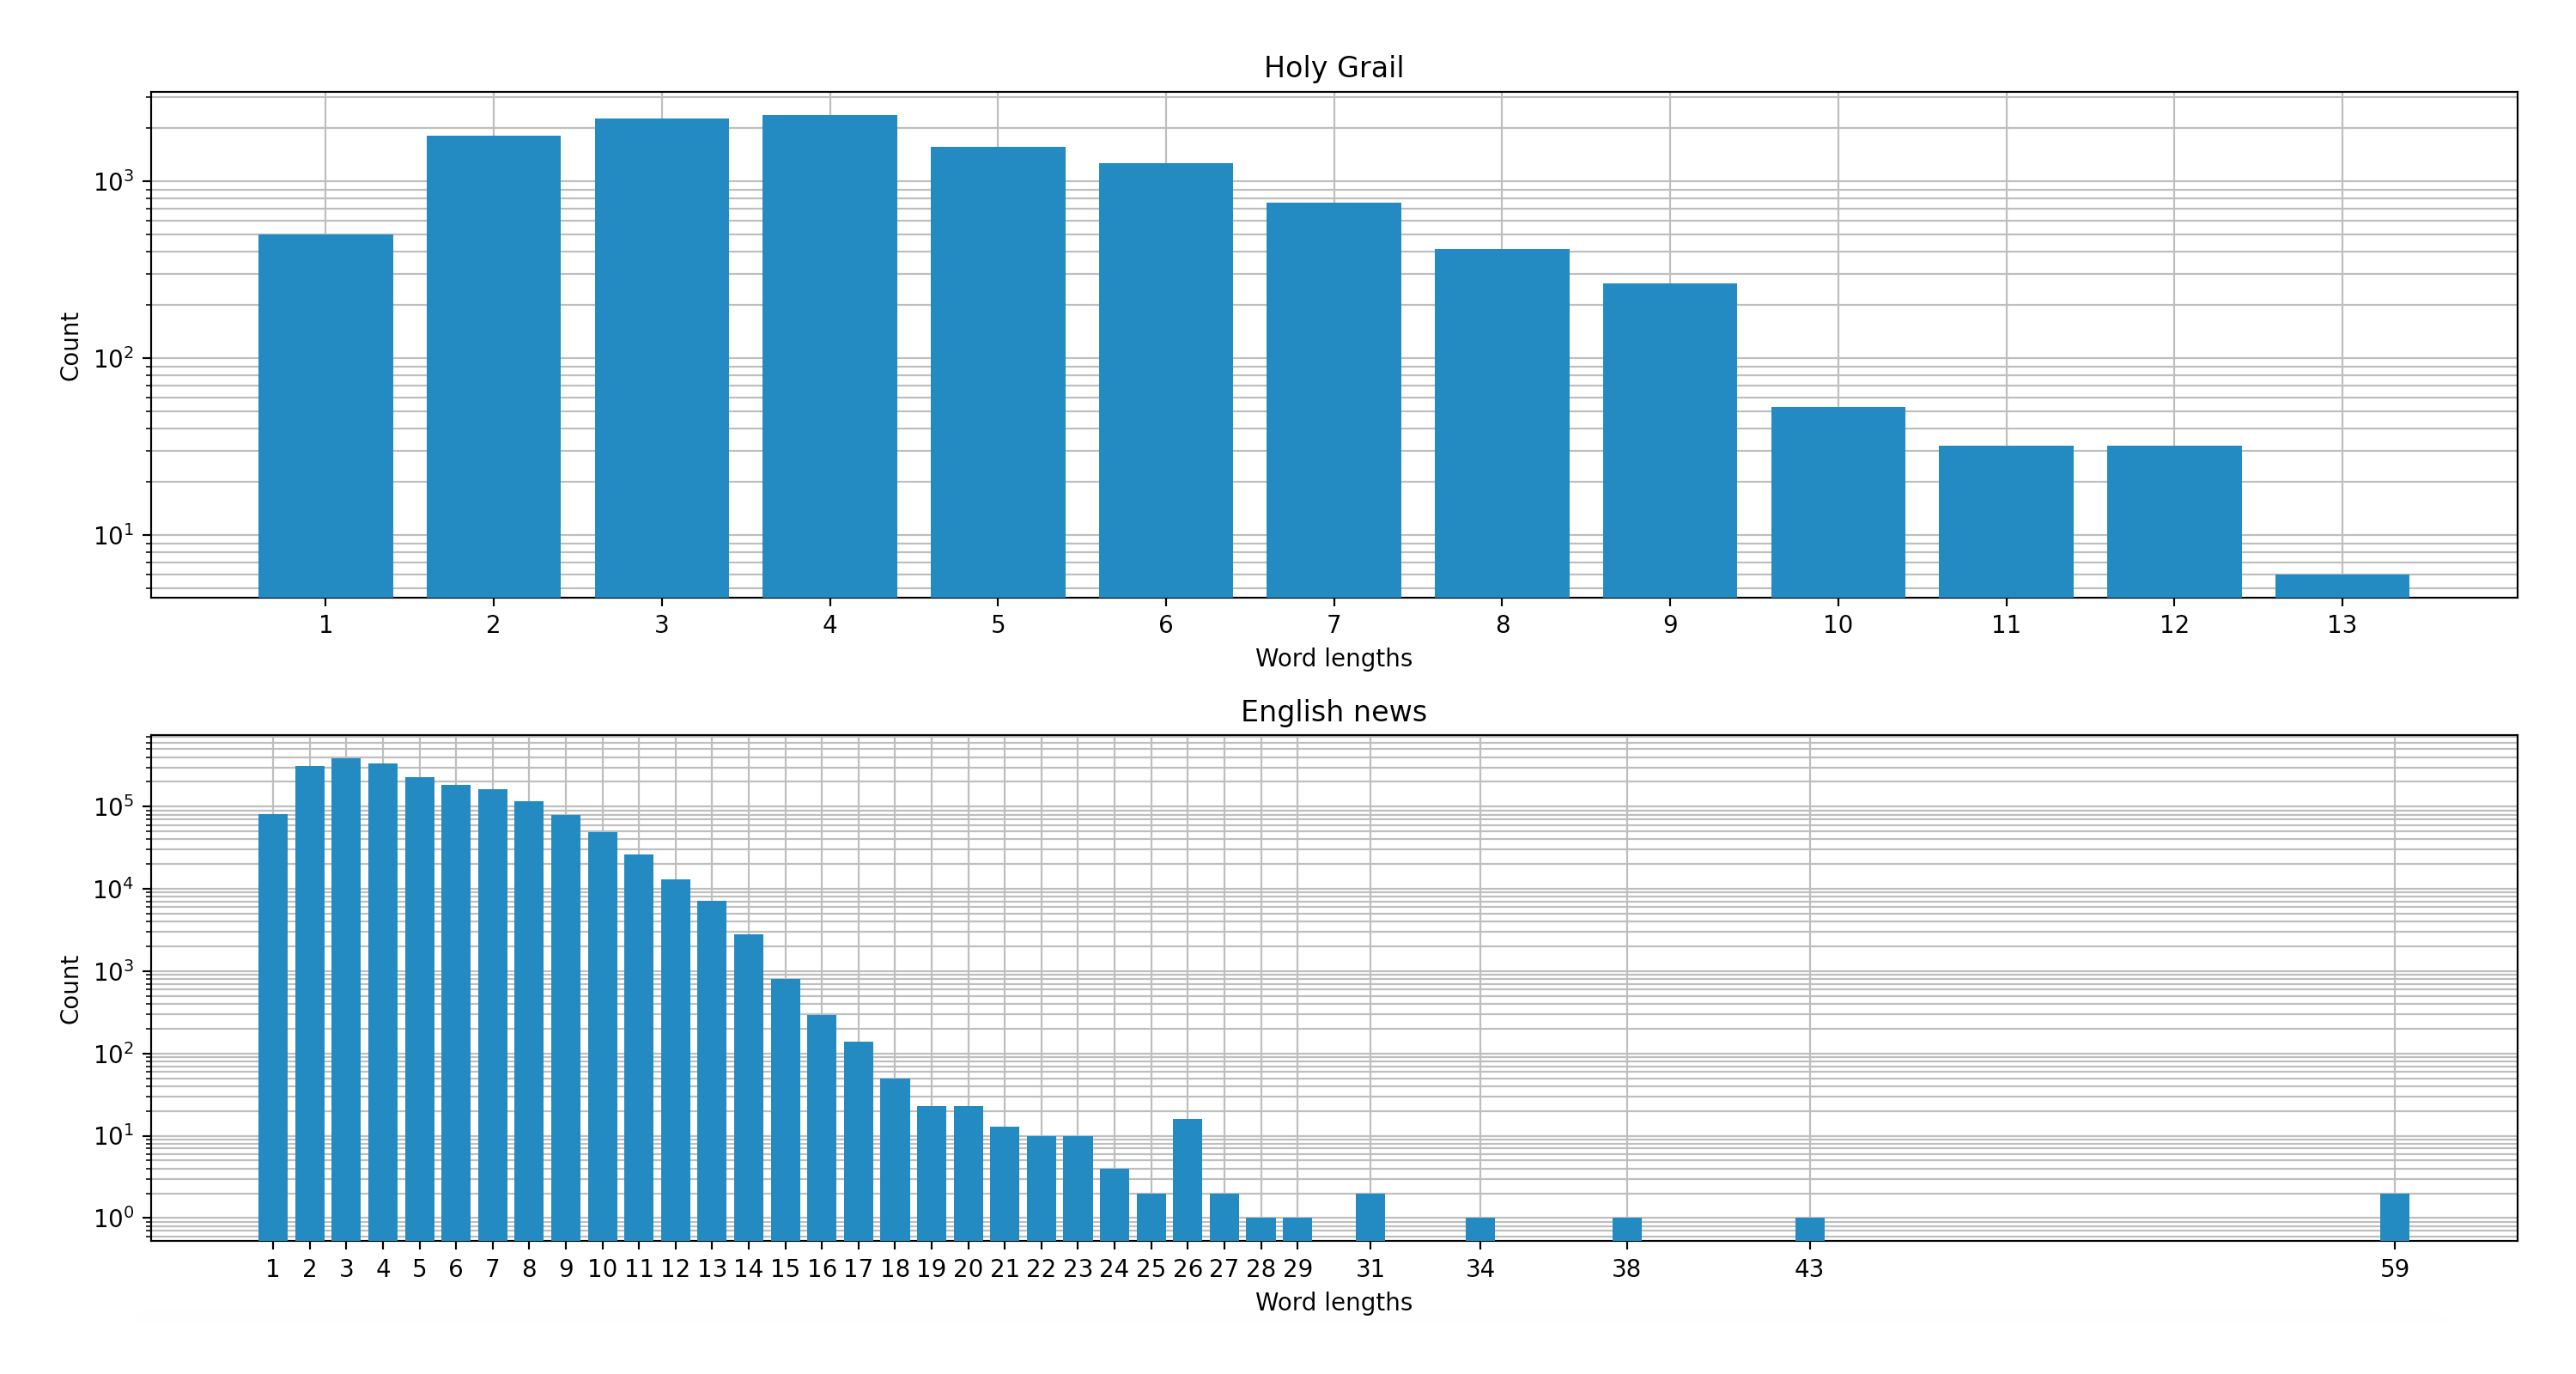 Holy Grail
10³
10²
10¹
Count
1 2 3 4 5 6 7 8 9 10 11 12 13
Word lengths
English news
10⁵
10⁴
10³
10²
10¹
10⁰
Count
1 2 3 4 5 6 7 8 9 10 11 12 13 14 15 16 17 18 19 20 21 22 23 24 25 26 27 28 29 31 34 38 43 59
Word lengths